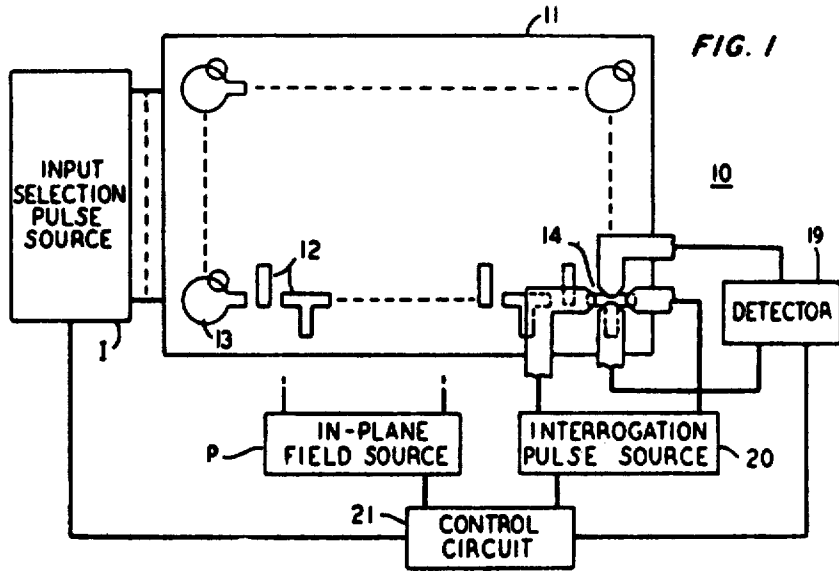 11
FIG. 1
INPUT
SELECTION
PULSE
SOURCE
10
12
14
19
13
DETECTOR
I
P
IN-PLANE
FIELD SOURCE
INTERROGATION
PULSE SOURCE
20
21
CONTROL
CIRCUIT